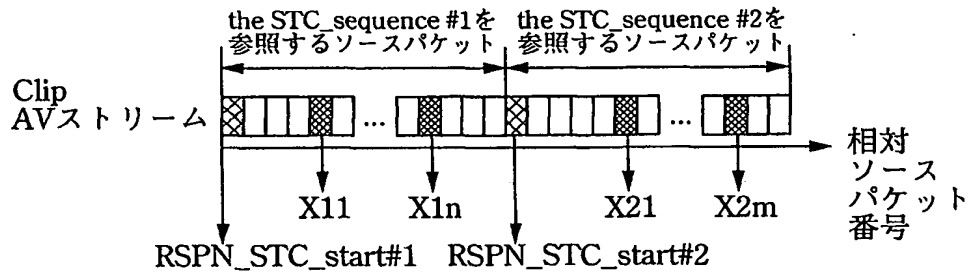 the STC_sequence #1を
参照するソースパケット
the STC_sequence #2を
参照するソースパケット
Clip
AVストリーム
...
...
相対
ソース
パケット
番号
X11
X1n
X21
X2m
RSPN_STC_start#1
RSPN_STC_start#2